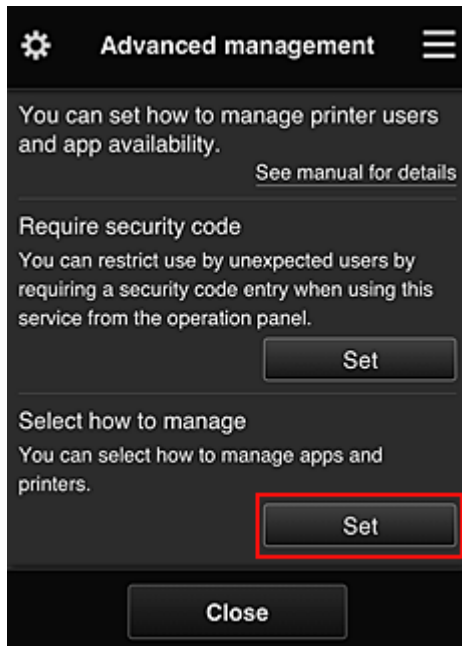 Advanced management
You can set how to manage printer users
and app availability.
See manual for details
Require security code
You can restrict use by unexpected users by
requiring a security code entry when using this
service from the operation panel.
Set
Select how to manage
You can select how to manage apps and
printers.
Set
Close